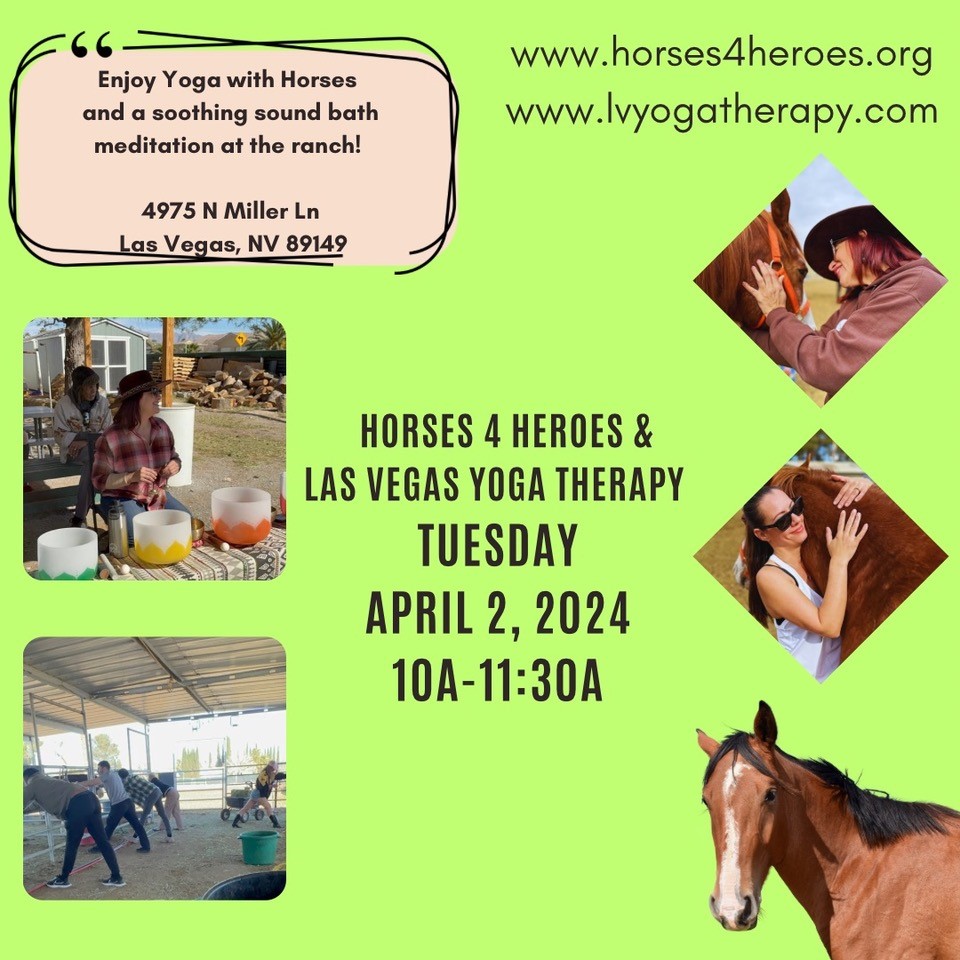 Enjoy Yoga with Horses
and a soothing sound bath
meditation at the ranch!
4975 N Miller Ln
Las Vegas, NV 89149
www.horses4heroes.org
www.lvyogatherapy.com
HORSES 4 HEROES &
LAS VEGAS YOGA THERAPY
TUESDAY
APRIL 2, 2024
10A-11:30A